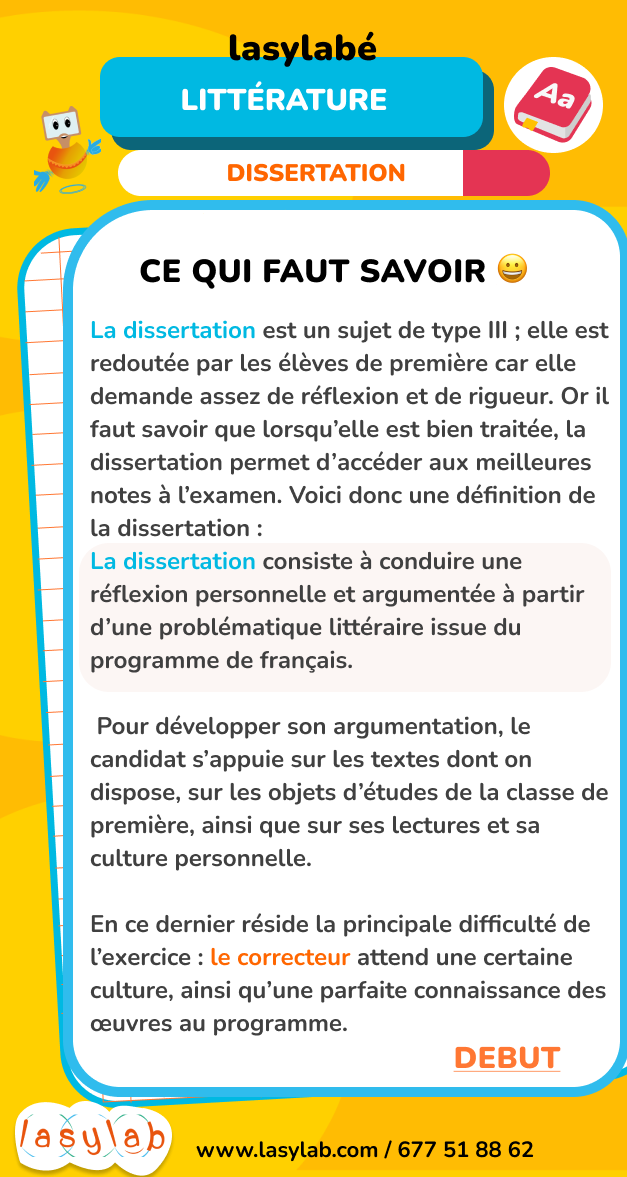 lasylabé
LITTÉRATURE
Aa
DISSERTATION
CE QUI FAUT SAVOIR 😀
La dissertation est un sujet de type III ; elle est
redoutée par les élèves de première car elle
demande assez de réflexion et de rigueur. Or il
faut savoir que lorsqu’elle est bien traitée, la
dissertation permet d’accéder aux meilleures
notes à l’examen. Voici donc une définition de
la dissertation :
La dissertation consiste à conduire une
réflexion personnelle et argumentée à partir
d’une problématique littéraire issue du
programme de français.
Pour développer son argumentation, le
candidat s’appuie sur les textes dont on
dispose, sur les objets d’études de la classe de
première, ainsi que sur ses lectures et sa
culture personnelle.
En ce dernier réside la principale difficulté de
l’exercice : le correcteur attend une certaine
culture, ainsi qu’une parfaite connaissance des
œuvres au programme.
DEBUT
lasylab
www.lasylab.com / 677 51 88 62